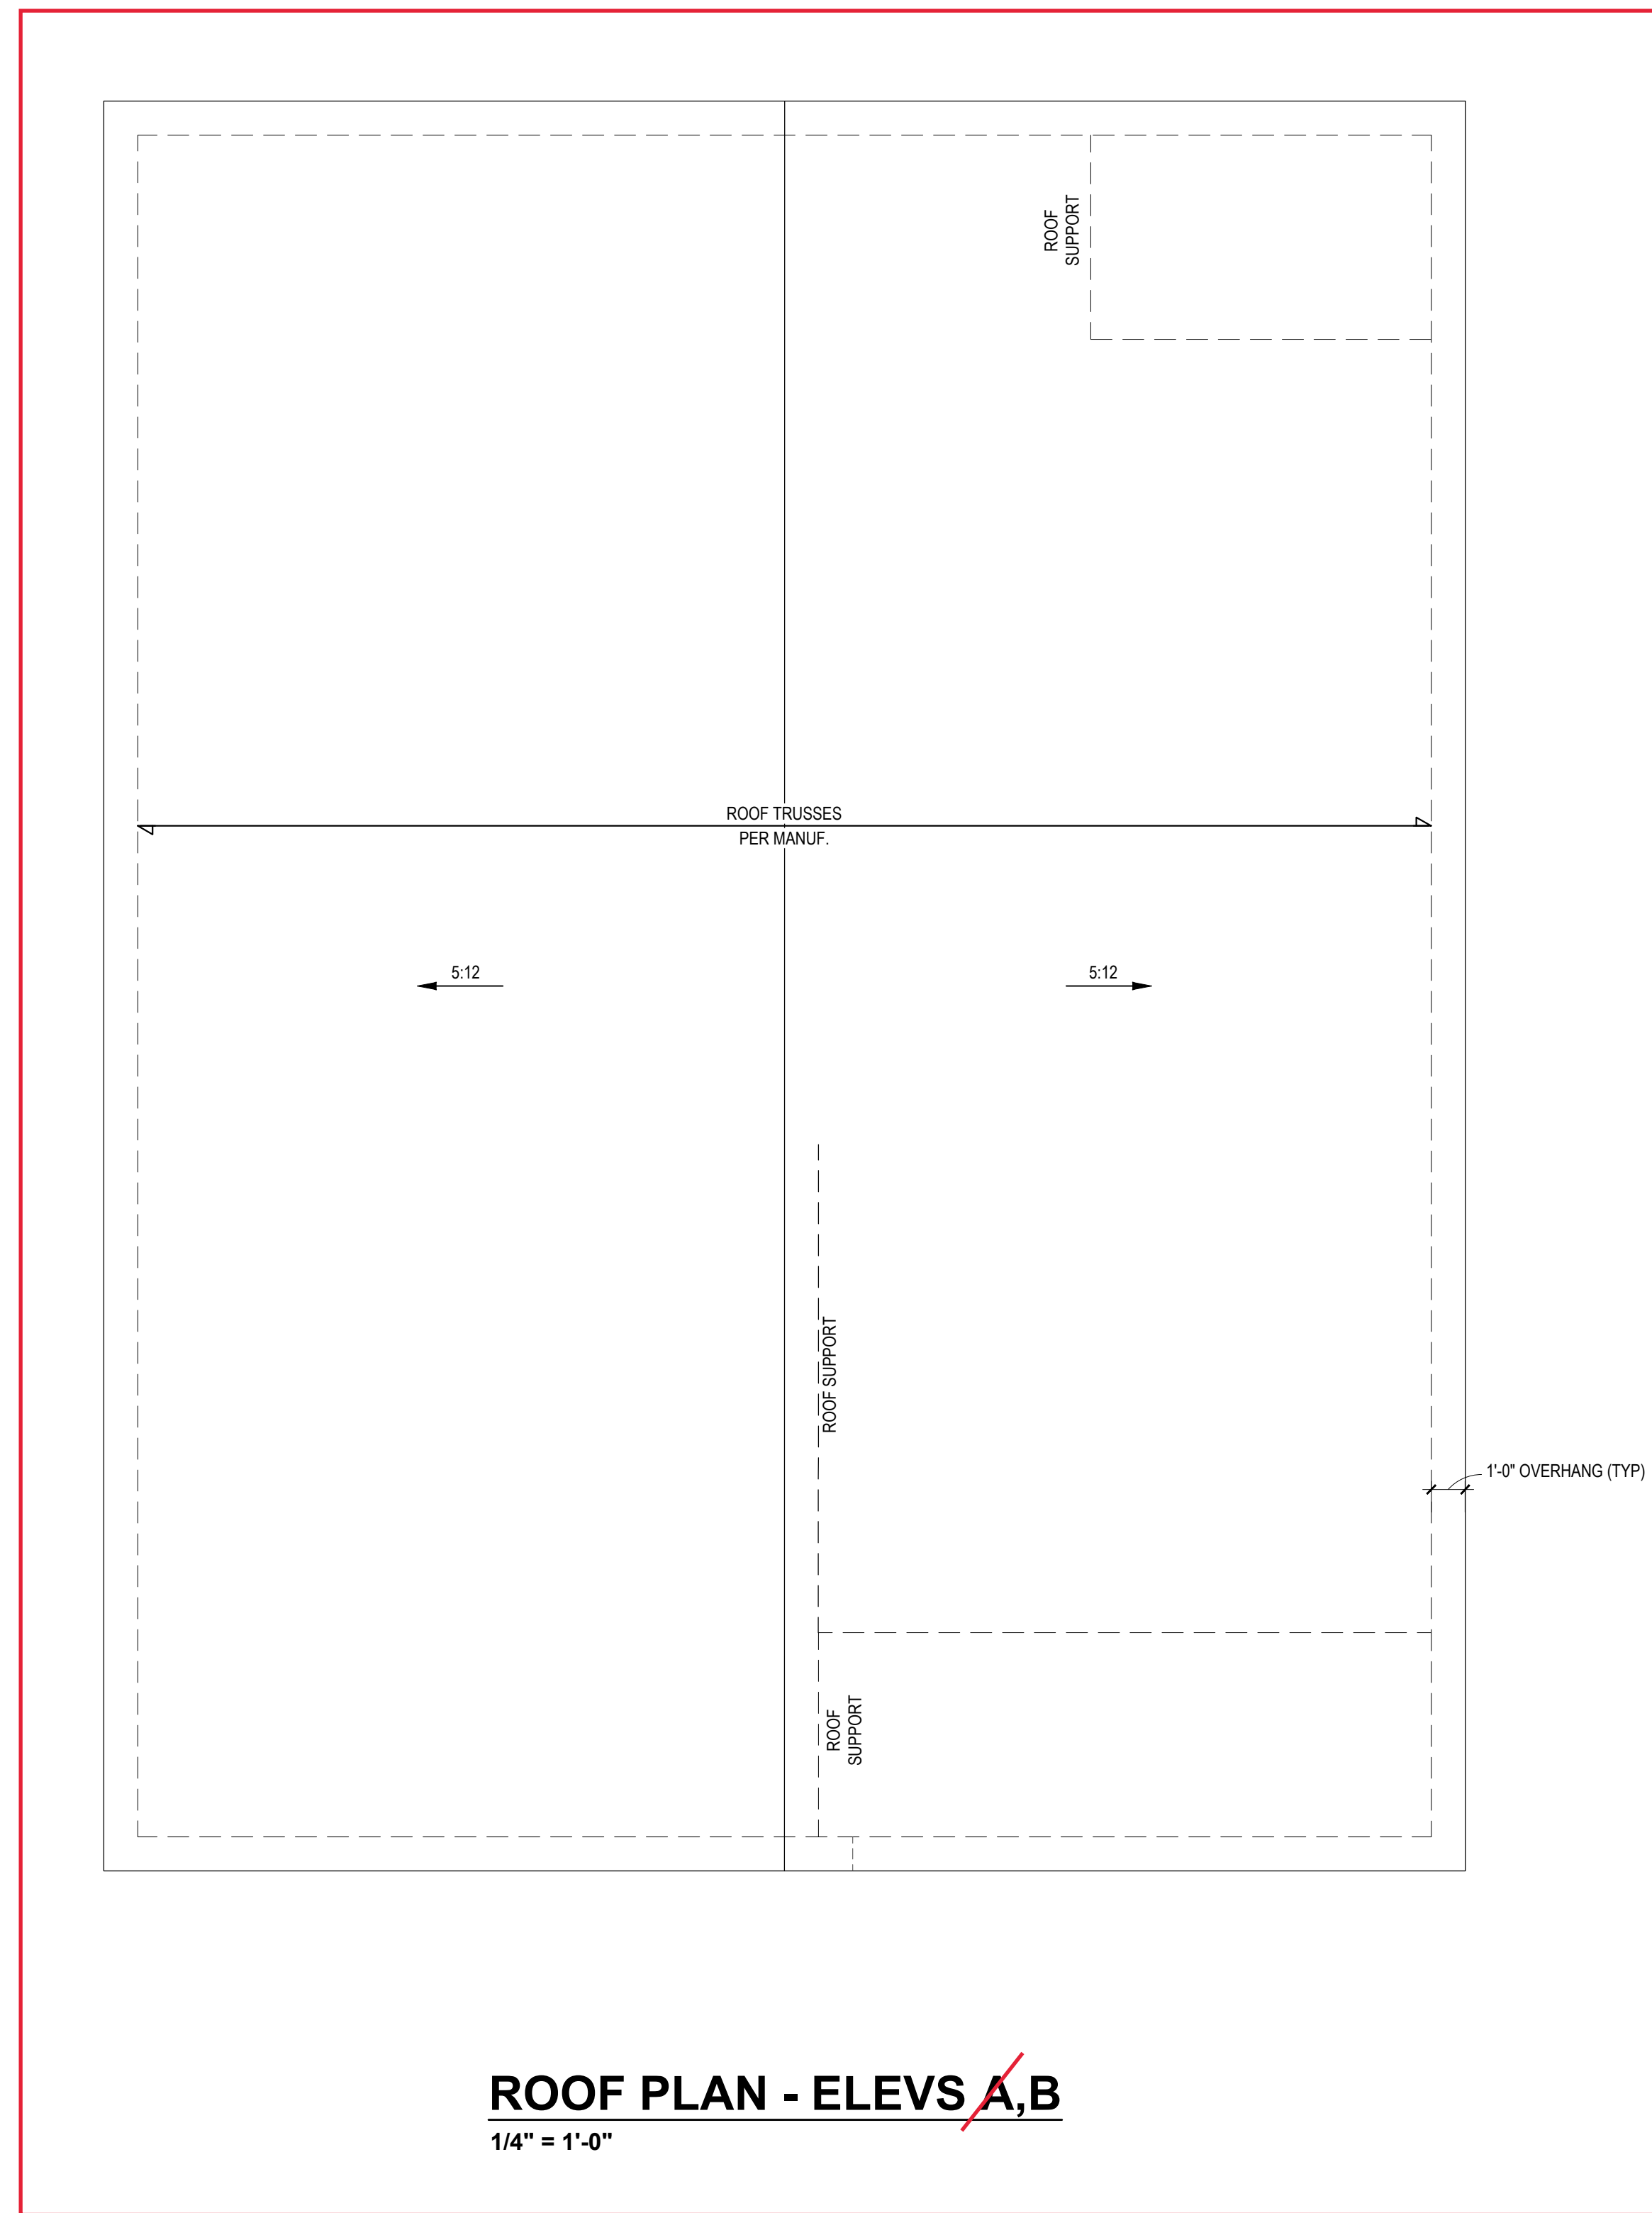 ROOF
SUPPORT
ROOF TRUSSES
PER MANUF.
5:12
5:12
ROOF SUPPORT
1'-0" OVERHANG (TYP)
ROOF
SUPPORT
ROOF PLAN - ELEVS A,B
1/4" = 1'-0"